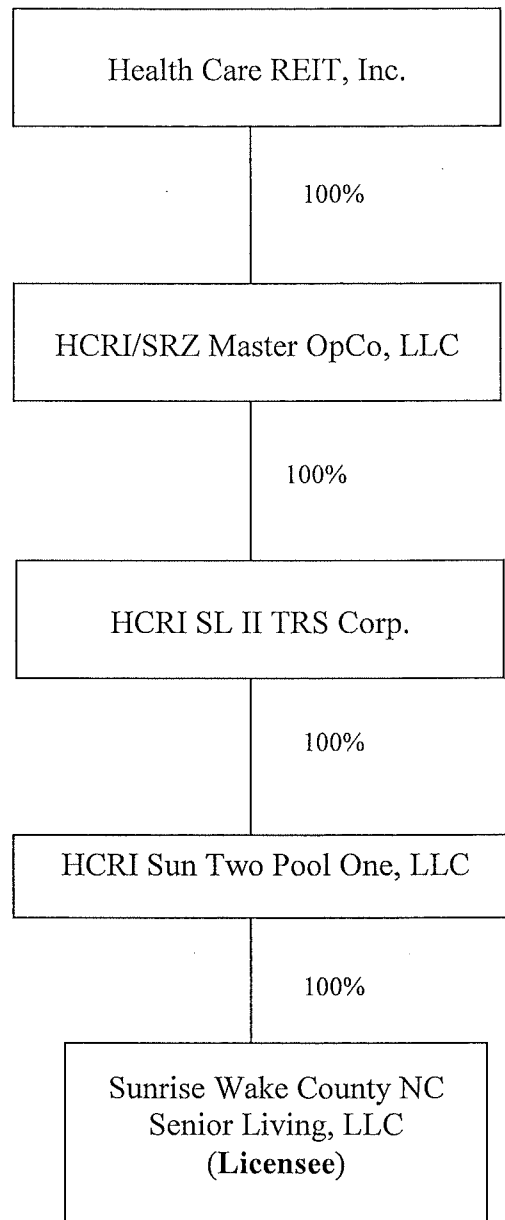 Health Care REIT, Inc.
100%
HCRI/SRZ Master OpCo, LLC
100%
HCRI SL II TRS Corp.
100%
HCRI Sun Two Pool One, LLC
100%
Sunrise Wake County NC
Senior Living, LLC
(Licensee)